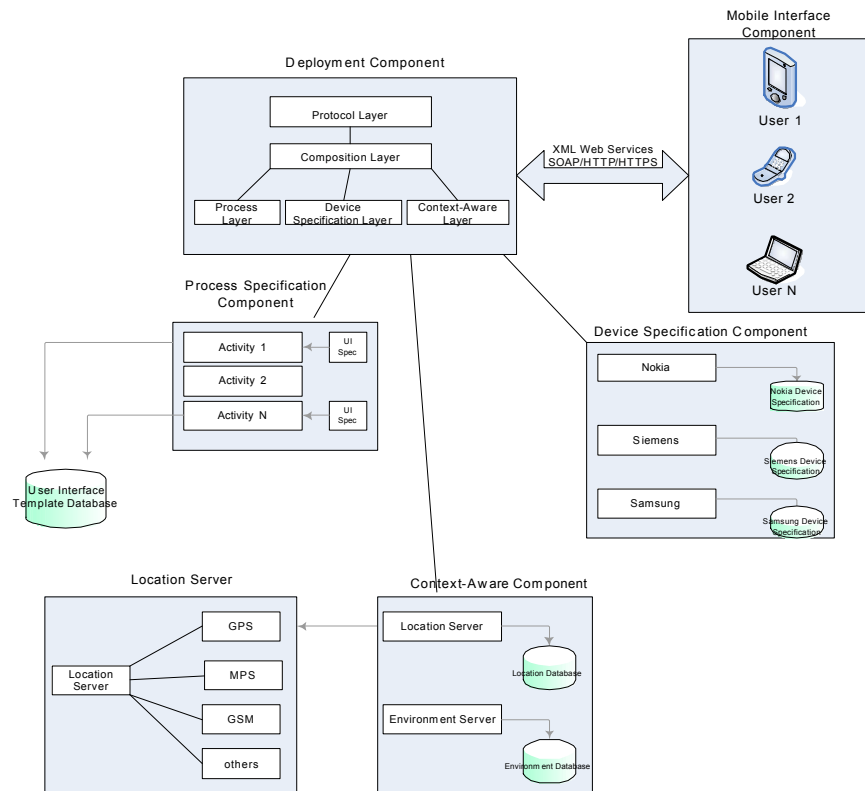 Mobile Interface
Component
User 1
User 2
User N
Deployment Component
Protocol Layer
Composition Layer
Process
Layer
Device
Specification Layer
Context-Aware
Layer
XML Web Services
SOAP/HTTP/HTTPS
Process Specification
Component
Activity 1
UI
Spec
Activity 2
Activity N
UI
Spec
User Interface
Template Database
Device Specification Component
Nokia
Nokia Device
Specification
Siemens
Siemens Device
Specification
Samsung
Samsung Device
Specification
Location Server
Location
Server
GPS
MPS
GSM
others
Context-Aware Component
Location Server
Location Database
Environment Server
Environment Database